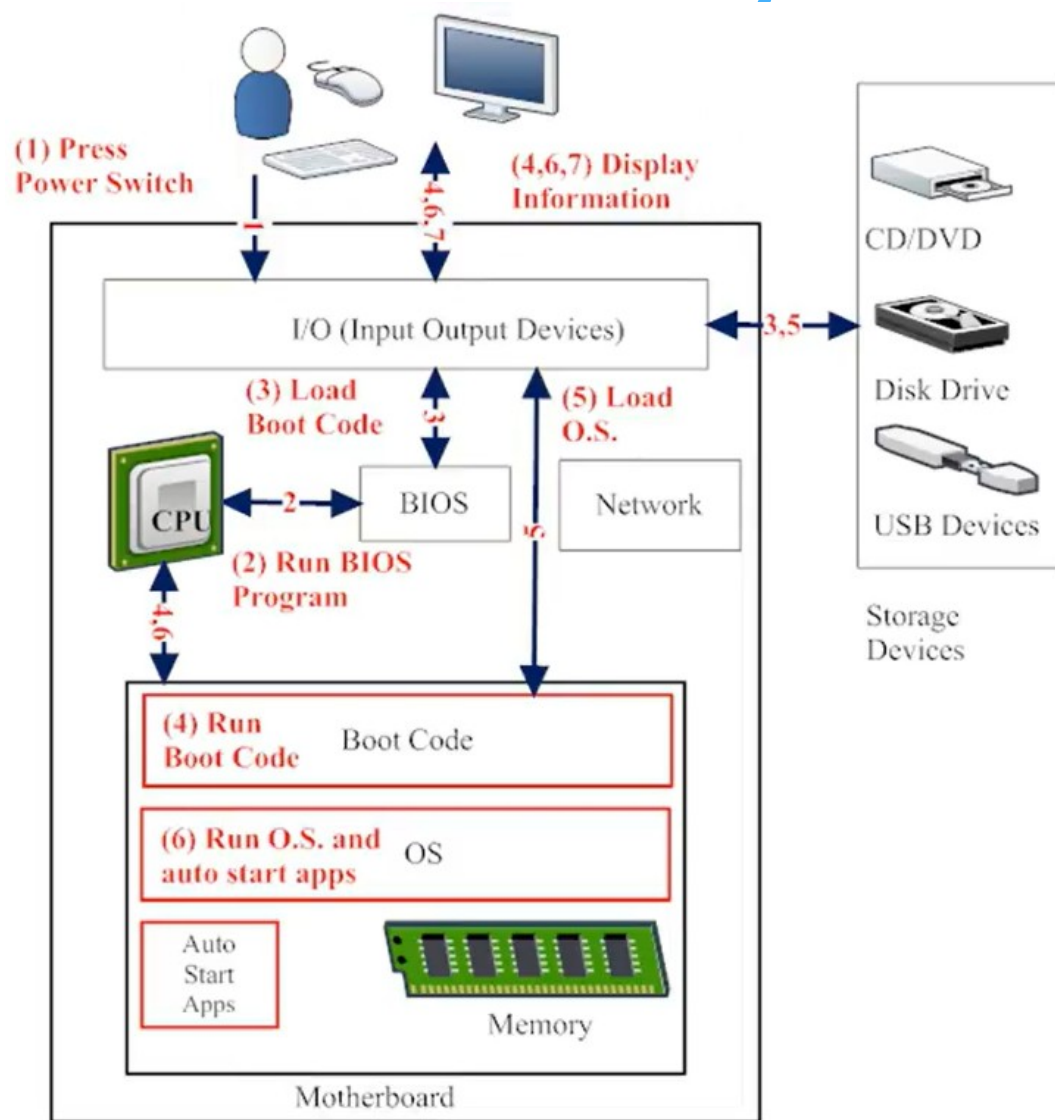 (1) Press
Power Switch
(4,6,7) Display
Information
1
4,6,7
CD/DVD
I/O (Input Output Devices)
3,5
Disk Drive
(3) Load
Boot Code
3
(5) Load
O.S.
CPU
2
BIOS
Network
USB Devices
5
(2) Run BIOS
Program
4,6
Storage
Devices
(4) Run
Boot Code
Boot Code
(6) Run O.S. and
auto start apps
OS
Auto
Start
Apps
Memory
Motherboard